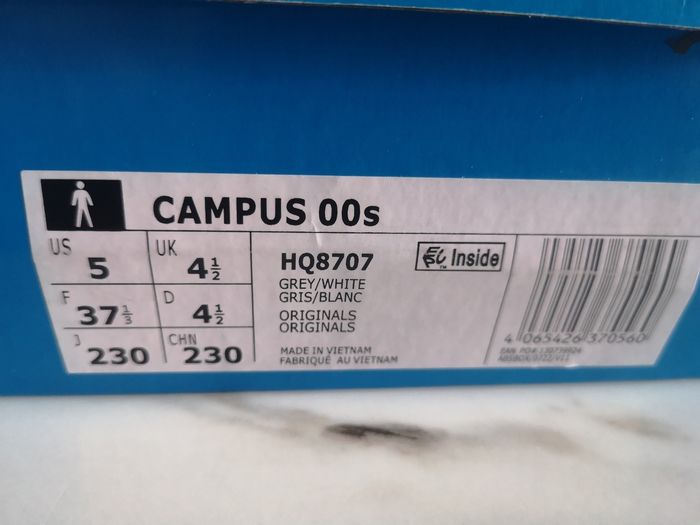 CAMPUS 00s
US 5
UK 4½
F 37⅓
D 4½
J 230
CHN 230
HQ8707
GREY/WHITE
GRIS/BLANC
ORIGINALS
ORIGINALS
MADE IN VIETNAM
FABRIQUÉ AU VIETNAM
Inside
4 065426 370560